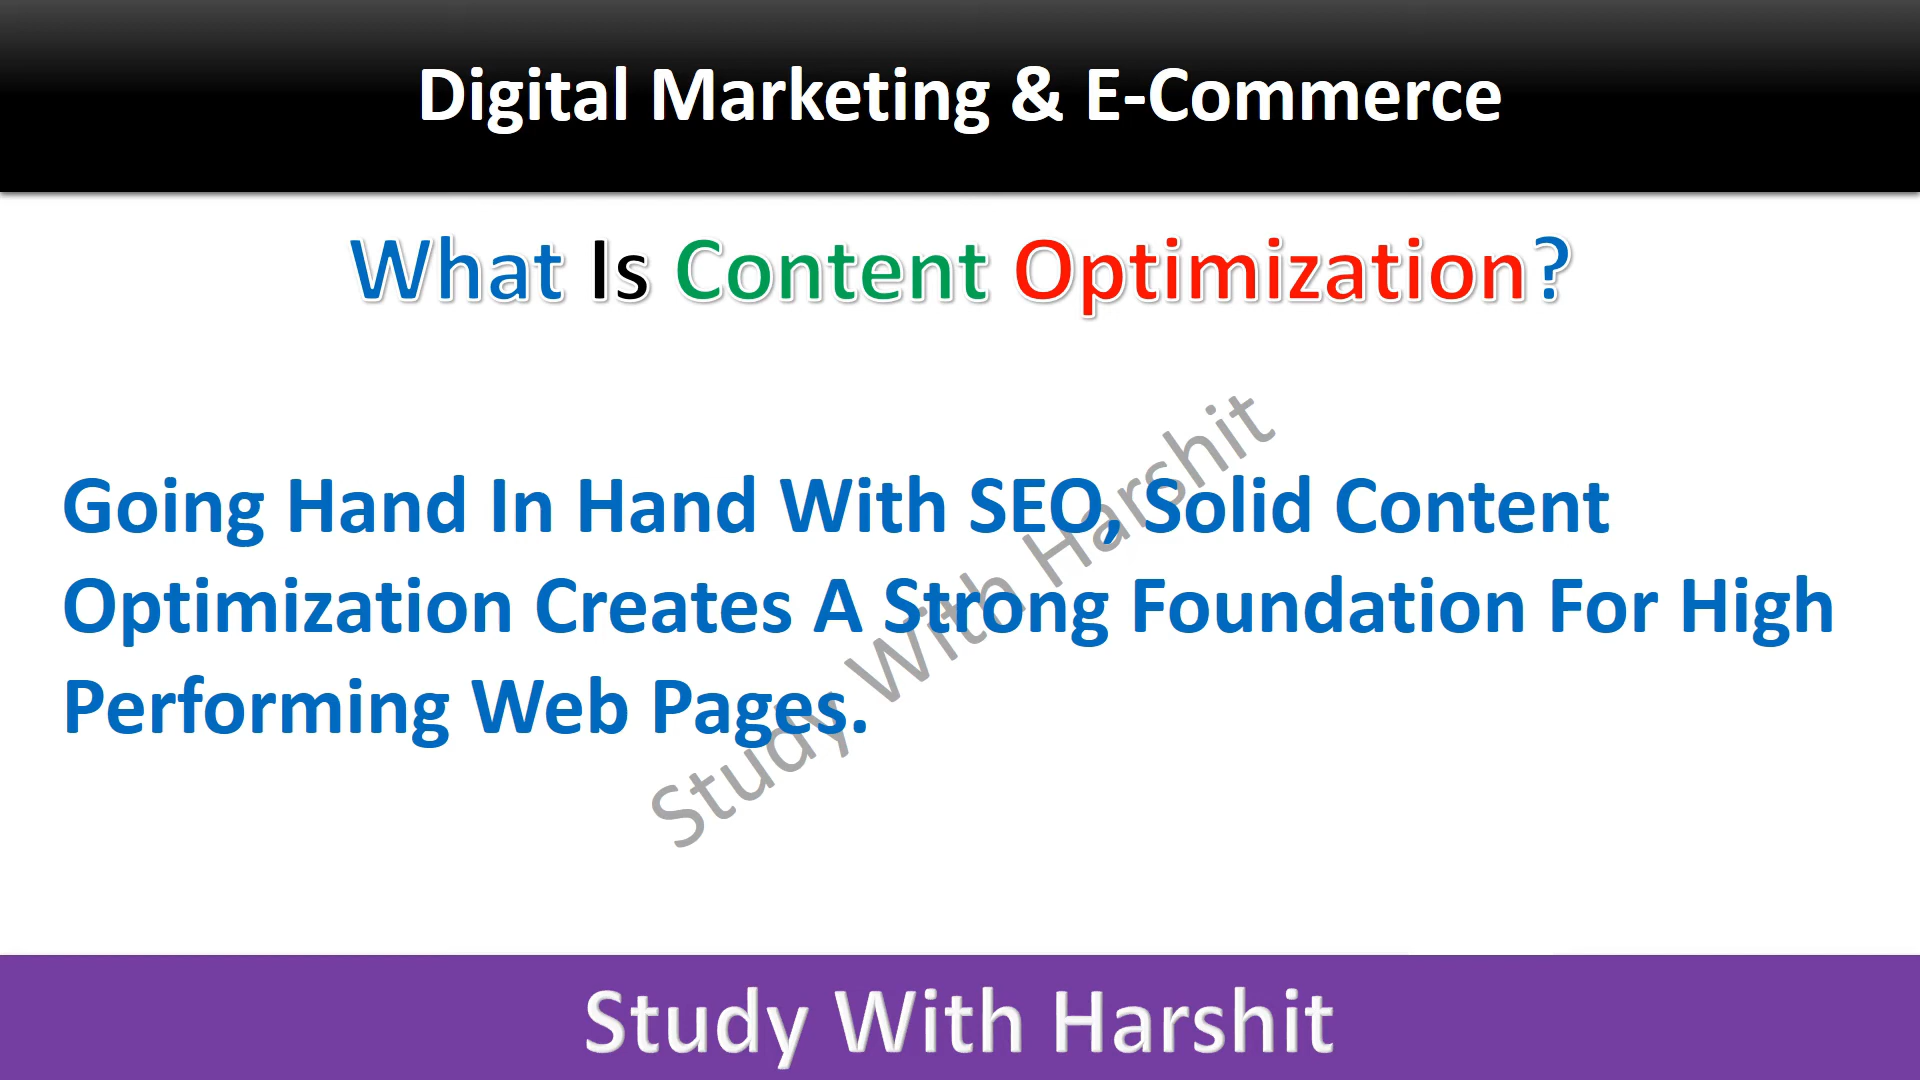 Digital Marketing & E-Commerce
What Is Content Optimization?
Going Hand In Hand With SEO, Solid Content
Optimization Creates A Strong Foundation For High
Performing Web Pages.
Study With Harshit
Study With Harshit